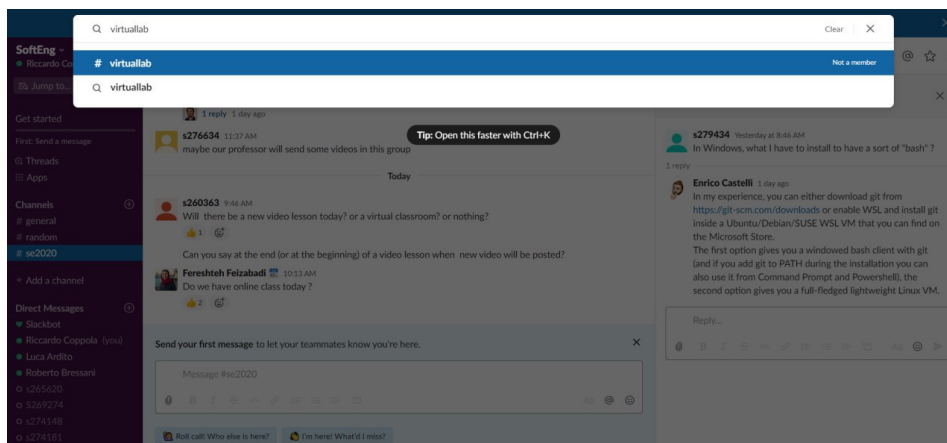 virtuallab
Clear
# virtuallab
Not a member
virtuallab
SoftEng
Riccardo Co
Jump to...
Get started
First: Send a message
Threads
Apps
Channels
# general
# random
# se2020
+ Add a channel
Direct Messages
Slackbot
Riccardo Coppola (you)
Luca Ardito
Roberto Bressani
s265620
S269274
s274148
s274181
1 reply 1 day ago
s276634 11:37 AM
maybe our professor will send some videos in this group
Tip: Open this faster with Ctrl+K
Today
s260363 9:46 AM
Will there be a new video lesson today? or a virtual classroom? or nothing?
1
Can you say at the end (or at the beginning) of a video lesson when new video will be posted?
Fereshteh Feizabadi 10:13 AM
Do we have online class today ?
2
Send your first message to let your teammates know you're here.
Message #se2020
Roll call! Who else is here?
I'm here! What'd I miss?
s279434 Yesterday at 8:46 AM
In Windows, what I have to install to have a sort of "bash" ?
1 reply
Enrico Castelli 1 day ago
In my experience, you can either download git from
https://git-scm.com/downloads or enable WSL and install git
inside a Ubuntu/Debian/SUSE WSL VM that you can find on
the Microsoft Store.
The first option gives you a windowed bash client with git
(and if you add git to PATH during the installation you can
also use it from Command Prompt and Powershell), the
second option gives you a full-fledged lightweight Linux VM.
Reply...